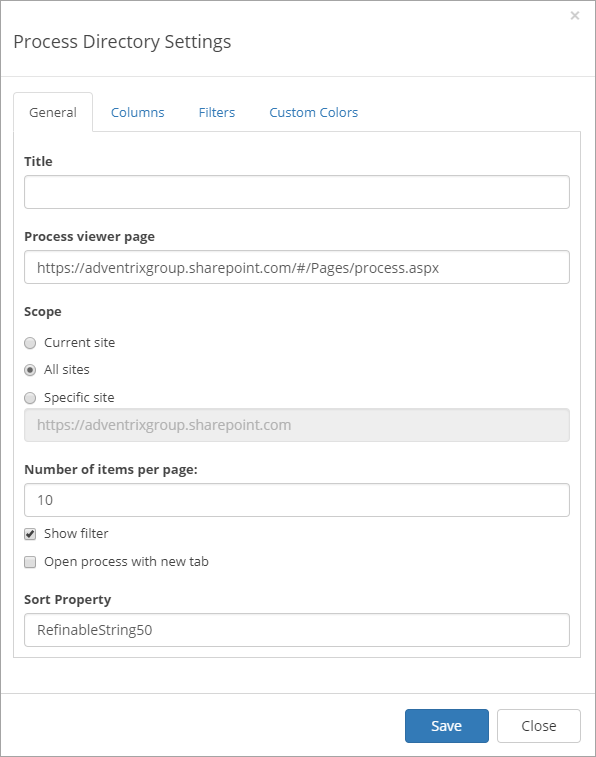 ×
Process Directory Settings
General Columns Filters Custom Colors
Title
Process viewer page
https://adventrixgroup.sharepoint.com/#/Pages/process.aspx
Scope
Current site
All sites
Specific site
https://adventrixgroup.sharepoint.com
Number of items per page:
10
Show filter
Open process with new tab
Sort Property
RefinableString50
Save Close